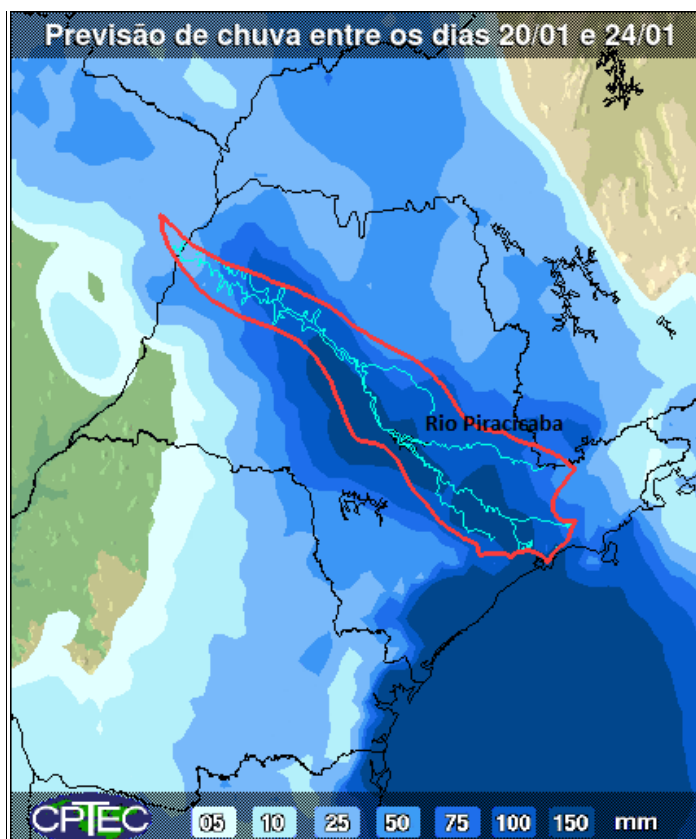 Previsão de chuva entre os dias 20/01 e 24/01
Rio Piracicaba
CPTEC 05 10 25 50 75 100 150 mm